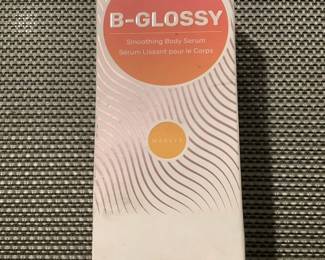 B-GLOSSY
Smoothing Body Serum
Sérum Lissant pour le Corps